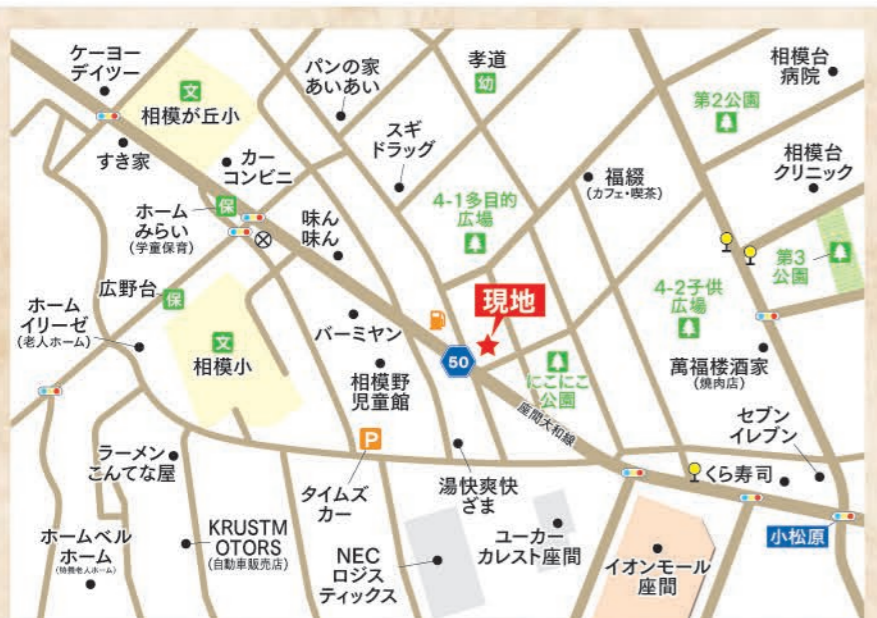 ケーヨー
デイツー
文
相模が丘小
パンの家
あいあい
孝道
幼
相模台
病院
第2公園
すき家
カー
コンビニ
スギ
ドラッグ
福綴
(カフェ・喫茶)
相模台
クリニック
ホーム
みらい
(学童保育)
保
味ん
味ん
4-1多目的
広場
第3
公園
広野台
保
ホーム
イリーゼ
(老人ホーム)
文
相模小
バーミヤン
現地
4-2子供
広場
50
相模野
児童館
にこにこ
公園
萬福楼酒家
(焼肉店)
座間大和線
セブン
イレブン
ラーメン
こんてな屋
P
タイムズ
カー
湯快爽快
ざま
くら寿司
小松原
ホームベル
ホーム
(特養老人ホーム)
KRUSTM
OTORS
(自動車販売店)
NEC
ロジス
ティックス
ユーカー
カレスト座間
イオンモール
座間